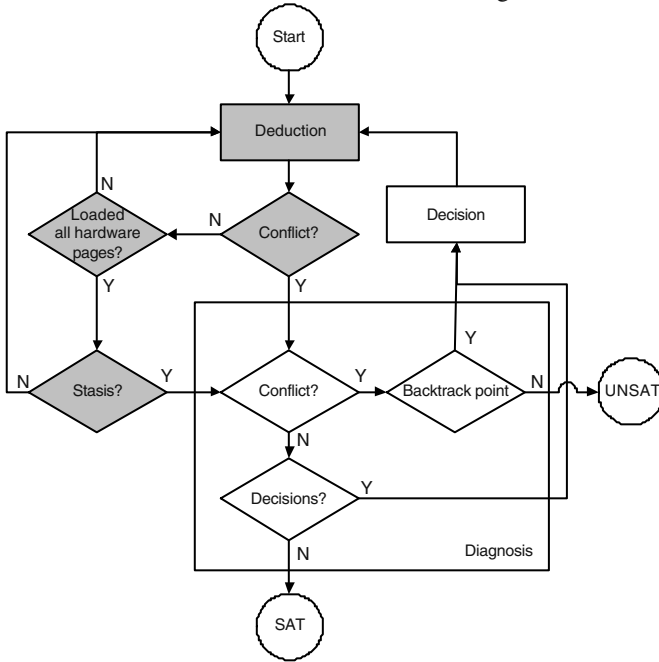 Start
Deduction
N
Loaded
all hardware
pages?
N
Conflict?
Decision
Y
Y
Y
N
Stasis?
Y
Conflict?
Y
Backtrack point
N
UNSAT
N
Decisions?
Y
N
Diagnosis
SAT